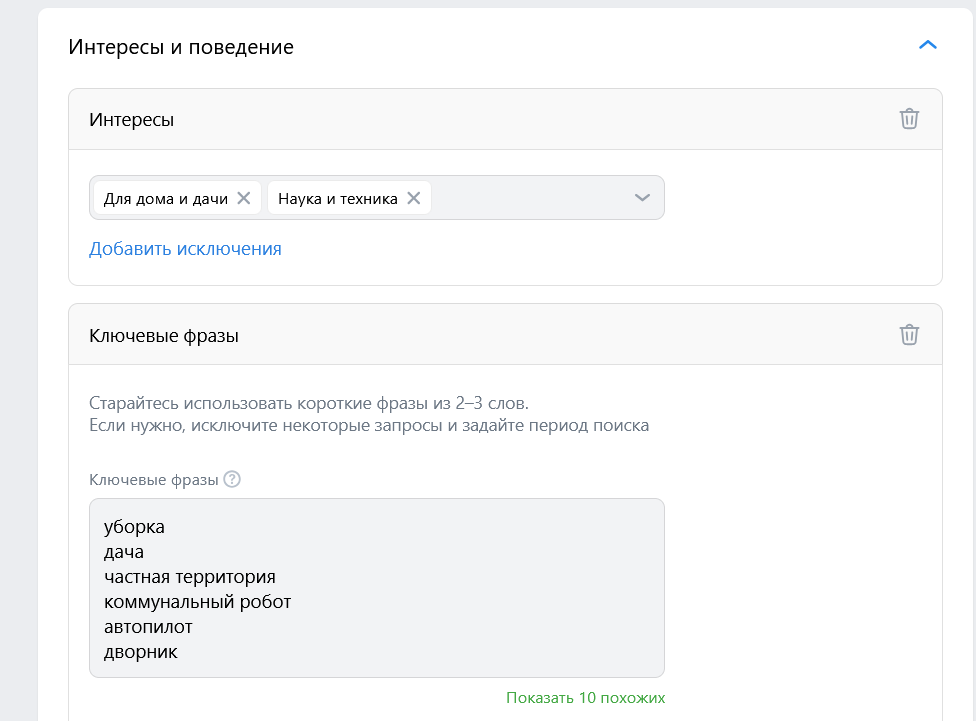 Интересы и поведение
Интересы
Для дома и дачи
Наука и техника
Добавить исключения
Ключевые фразы
Старайтесь использовать короткие фразы из 2–3 слов.
Если нужно, исключите некоторые запросы и задайте период поиска
Ключевые фразы ?
уборка
дача
частная территория
коммунальный робот
автопилот
дворник
Показать 10 похожих